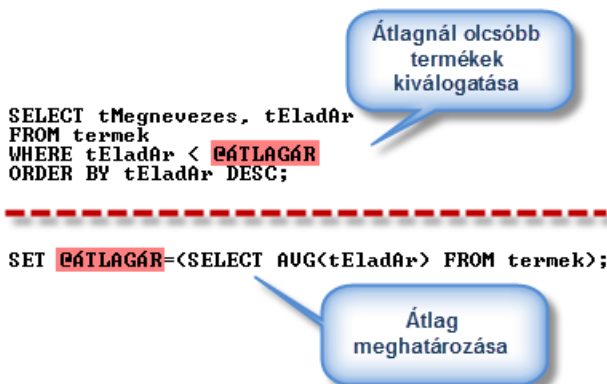 Átlagnál olcsóbb
termékek
kiválogatása
SELECT tMegnevezes, tEladAr
FROM termek
WHERE tEladAr < @ÁTLAGÁR
ORDER BY tEladAr DESC;
SET @ÁTLAGÁR=(SELECT AVG(tEladAr) FROM termek);
Átlag
meghatározása